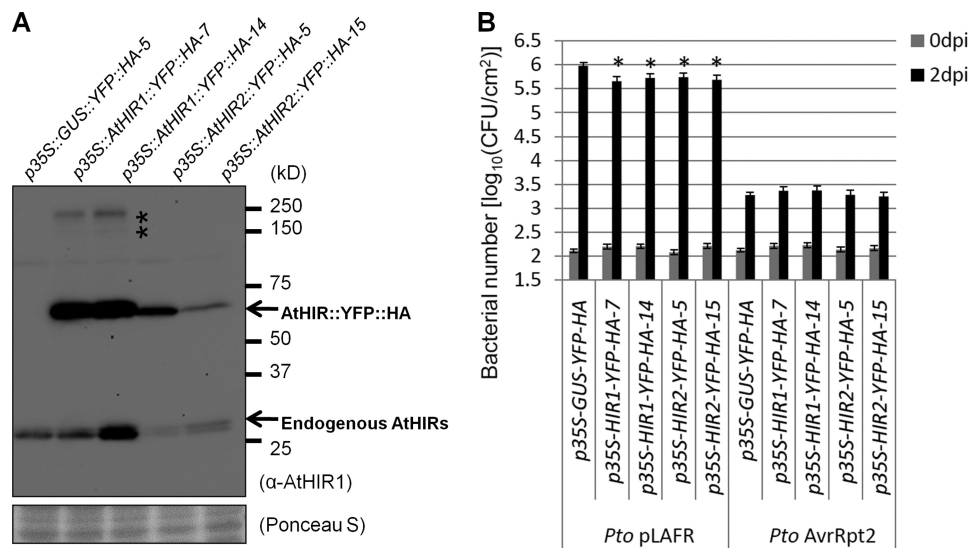 A
p35S::GUS::YFP::HA-5
p35S::AtHIR1::YFP::HA-7
p35S::AtHIR1::YFP::HA-14
p35S::AtHIR2::YFP::HA-5
p35S::AtHIR2::YFP::HA-15
(kD)
250
150
*
*
75
AtHIR::YFP::HA
50
37
Endogenous AtHIRs
25
(α-AtHIR1)
(Ponceau S)
B
Bacterial number [log10(CFU/cm²)]
6.5
6
5.5
5
4.5
4
3.5
3
2.5
2
1.5
* * * *
0dpi
2dpi
p35S-GUS-YFP-HA
p35S-HIR1-YFP-HA-7
p35S-HIR1-YFP-HA-14
p35S-HIR2-YFP-HA-5
p35S-HIR2-YFP-HA-15
p35S-GUS-YFP-HA
p35S-HIR1-YFP-HA-7
p35S-HIR1-YFP-HA-14
p35S-HIR2-YFP-HA-5
p35S-HIR2-YFP-HA-15
Pto pLAFR
Pto AvrRpt2